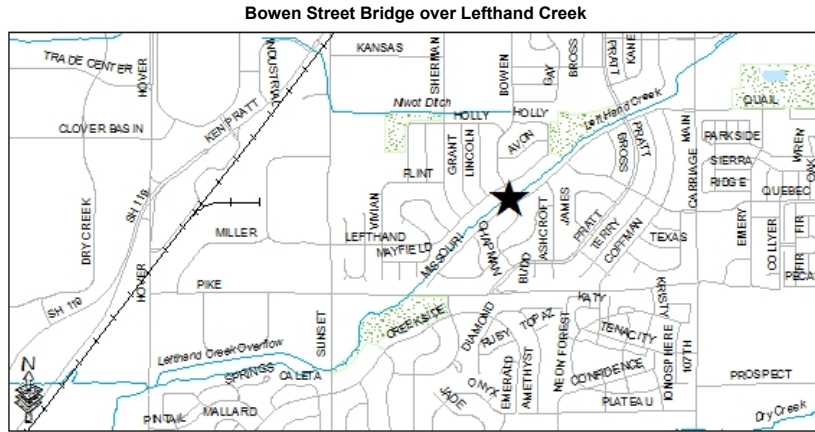 Bowen Street Bridge over Lefthand Creek
KANSAS
TRADE CENTER
HOVER
INDUSTRIAL
SHERMAN
BOWEN
GAY
BROSS
PRATT
KANE
Niwot Ditch
HOLLY
HOLLY
Left Hand Creek
QUAIL
CLOVER BASIN
KEN PRATT
GRANT
LINCOLN
AVON
BROSS
PRATT
MAIN
CARRIAGE
PARKSIDE
WREN
SIERRA
OAK
FLINT
RIDGE
QUEBEC
SH 119
VIVIAN
JAMES
DRY CREEK
MILLER
LEFTHAND
MAYFIELD
MISSOURI
CHAPMAN
ASHCROFT
PRATT
TERRY
COFFMAN
TEXAS
EMERY
COLLYER
FIR
FIR
BUDD
HOVER
PIKE
SH 119
SUNSET
CREEKSIDE
DIAMOND
RUBY
TOPAZ
KATY
KRISTY
TENACITY
IONOSPHERE
107TH
Lefthand Creek Overflow
N
SPRINGS
CALETA
EMERALD
AMETHYST
NEON FOREST
CONFIDENCE
PROSPECT
ONYX
JADE
PLATEAU
PINTAIL
MALLARD
Dry Creek